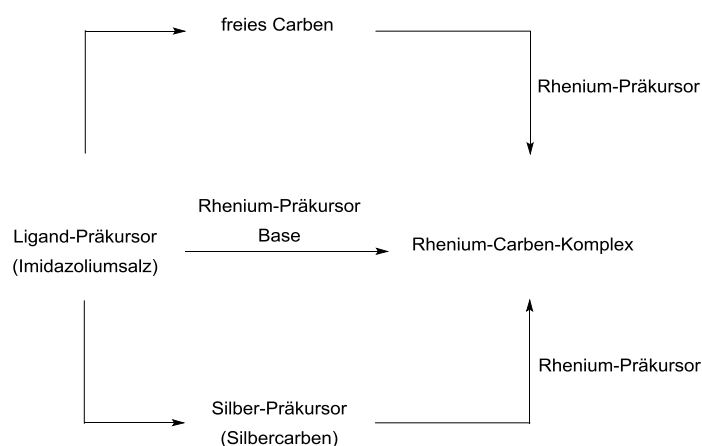 freies Carben
Rhenium-Präkursor
Rhenium-Präkursor
Base
Ligand-Präkursor
(Imidazoliumsalz)
Rhenium-Carben-Komplex
Rhenium-Präkursor
Silber-Präkursor
(Silbercarben)